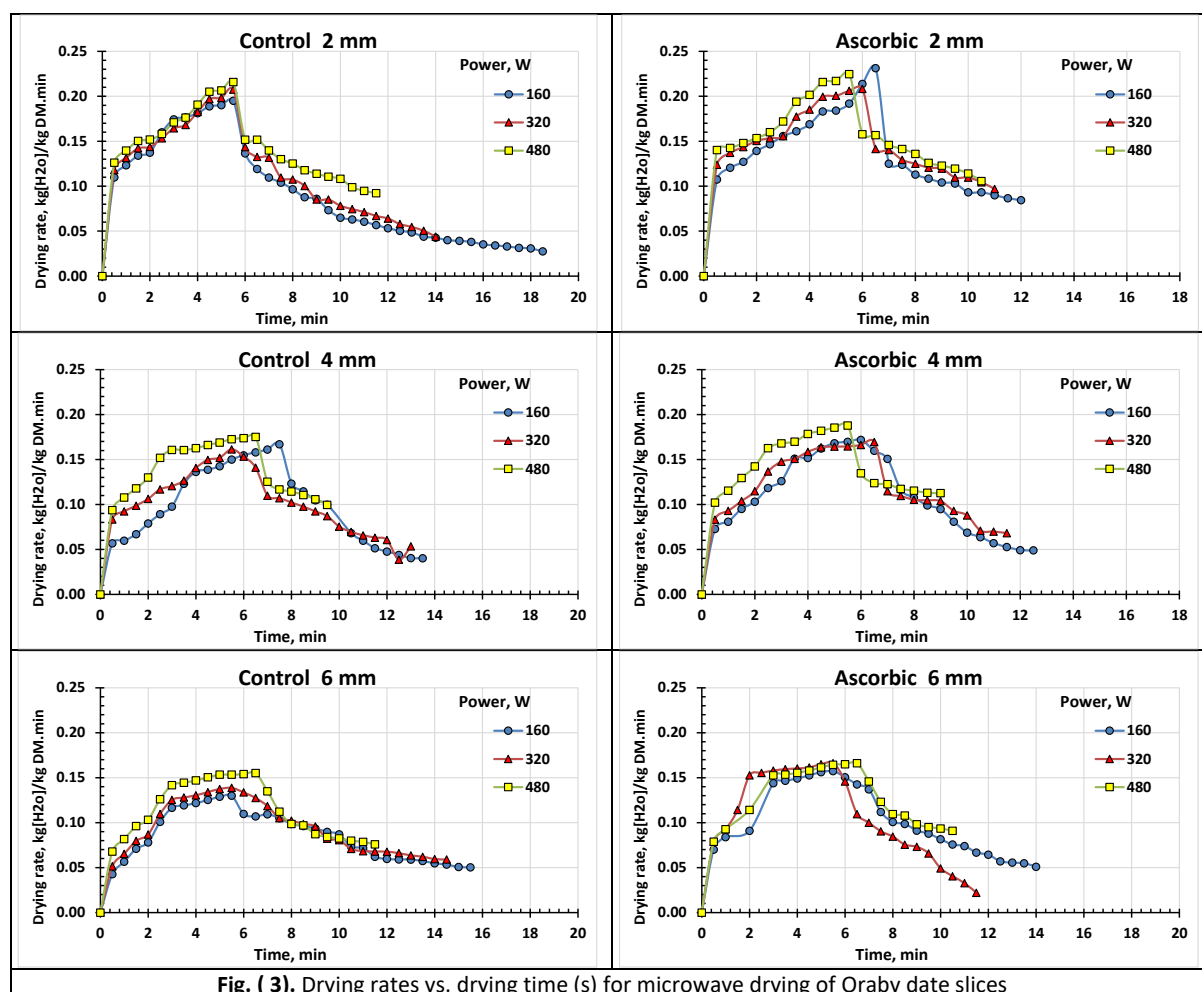 Control 2 mm
Power, W
160
320
480
Drying rate, kg[H2o]/kg DM.min
0.25
0.20
0.15
0.10
0.05
0.00
0 2 4 6 8 10 12 14 16 18 20
Time, min
Ascorbic 2 mm
Power, W
160
320
480
Drying rate, kg[H2o]/kg DM.min
0.25
0.20
0.15
0.10
0.05
0.00
0 2 4 6 8 10 12 14 16 18
Time, min
Control 4 mm
Power, W
160
320
480
Drying rate, kg[H2o]/kg DM.min
0.25
0.20
0.15
0.10
0.05
0.00
0 2 4 6 8 10 12 14 16 18 20
Time, min
Ascorbic 4 mm
Power, W
160
320
480
Drying rate, kg[H2o]/kg DM.min
0.25
0.20
0.15
0.10
0.05
0.00
0 2 4 6 8 10 12 14 16 18 20
Time, min
Control 6 mm
Power, W
160
320
480
Drying rate, kg[H2o]/kg DM.min
0.25
0.20
0.15
0.10
0.05
0.00
0 2 4 6 8 10 12 14 16 18 20
Time, min
Ascorbic 6 mm
Power, W
160
320
480
Drying rate, kg[H2o]/kg DM.min
0.25
0.20
0.15
0.10
0.05
0.00
0 2 4 6 8 10 12 14 16 18 20
Time, min
Fig. ( 3). Drying rates vs. drying time (s) for microwave drying of Oraby date slices